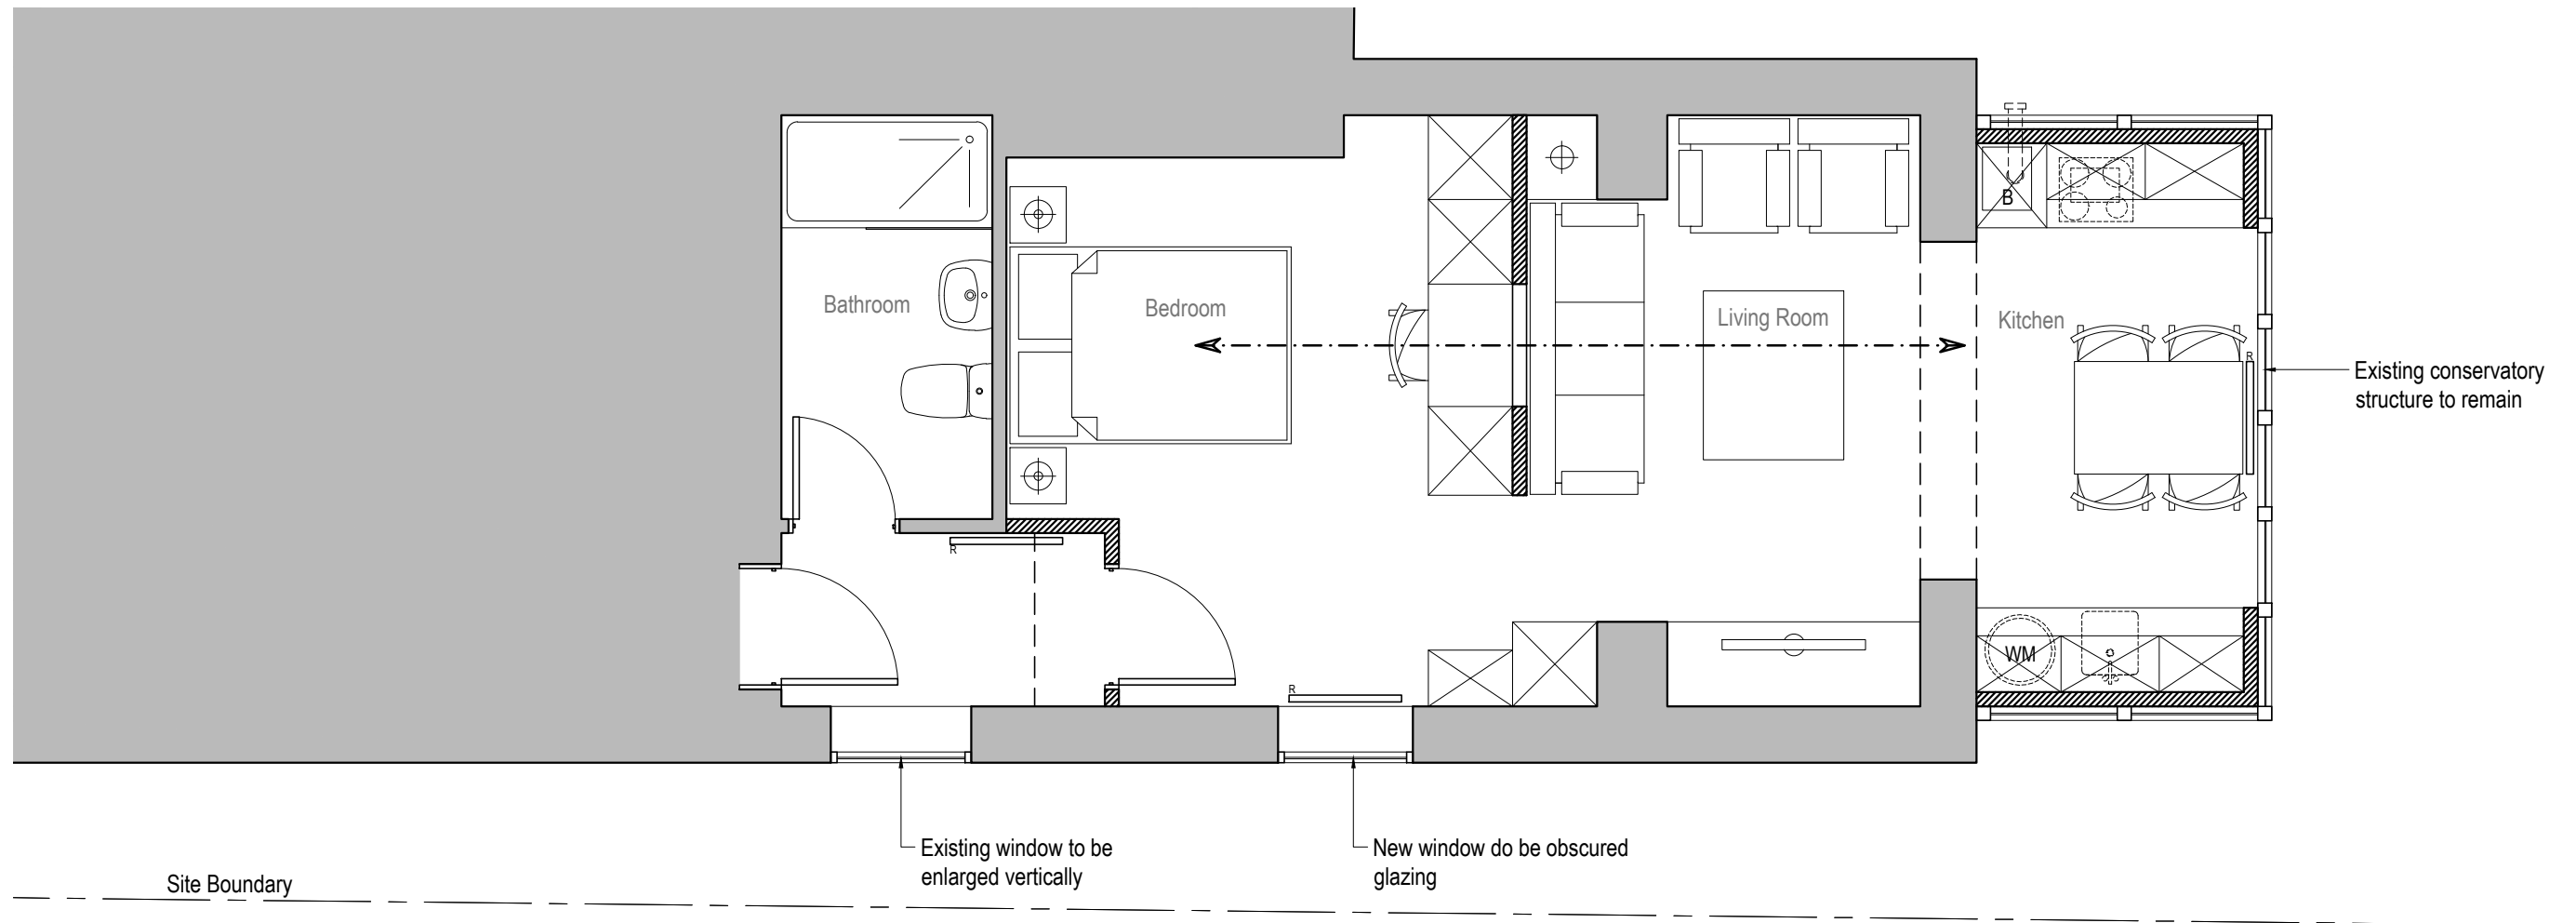 B
Bathroom
Bedroom
Living Room
Kitchen
R
Existing conservatory
structure to remain
R
WM
R
Existing window to be
enlarged vertically
New window do be obscured
glazing
Site Boundary